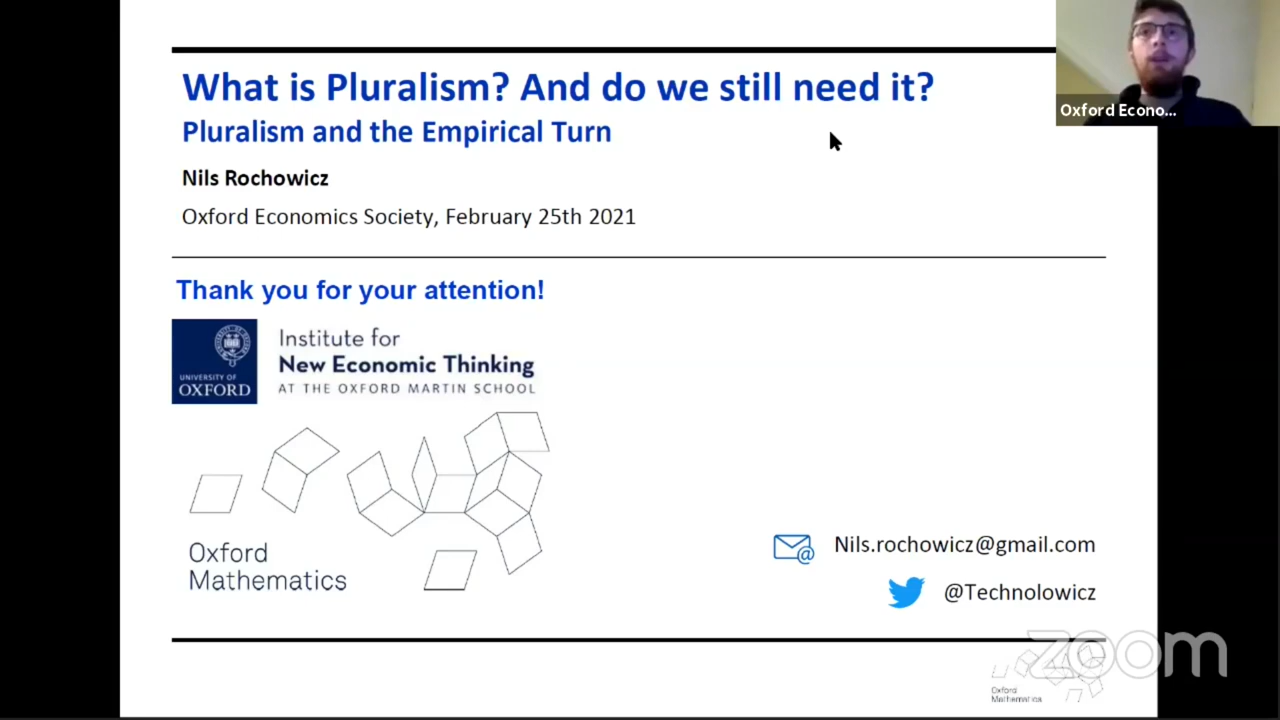 What is Pluralism? And do we still need it?
Pluralism and the Empirical Turn
Oxford Econo...
Nils Rochowicz
Oxford Economics Society, February 25th 2021
Thank you for your attention!
UNIVERSITY OF
OXFORD
Institute for
New Economic Thinking
AT THE OXFORD MARTIN SCHOOL
Oxford
Mathematics
Nils.rochowicz@gmail.com
@Technolowicz
zoom
Oxford
Mathematics